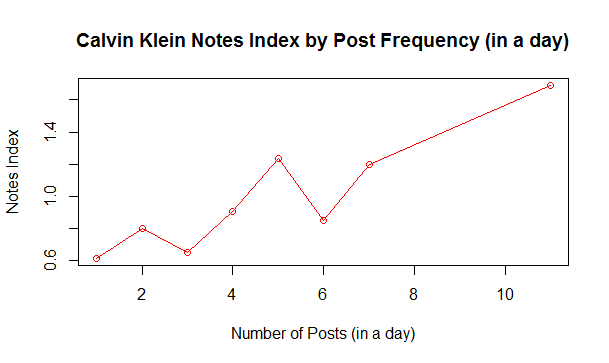 Calvin Klein Notes Index by Post Frequency (in a day)
Notes Index
1.4
1.0
0.6
2 4 6 8 10
Number of Posts (in a day)